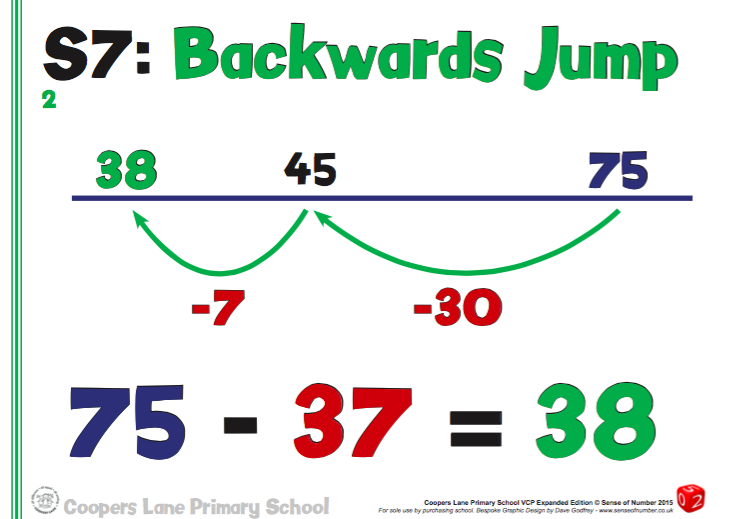 S7: Backwards Jump
2
38 45 75
-7 -30
75 - 37 = 38
Coopers Lane Primary School
Coopers Lane Primary School VCP Expanded Edition © Sense of Number 2015
For sole use by purchasing school. Bespoke Graphic Design by Dave Godfrey - www.senseofnumber.co.uk